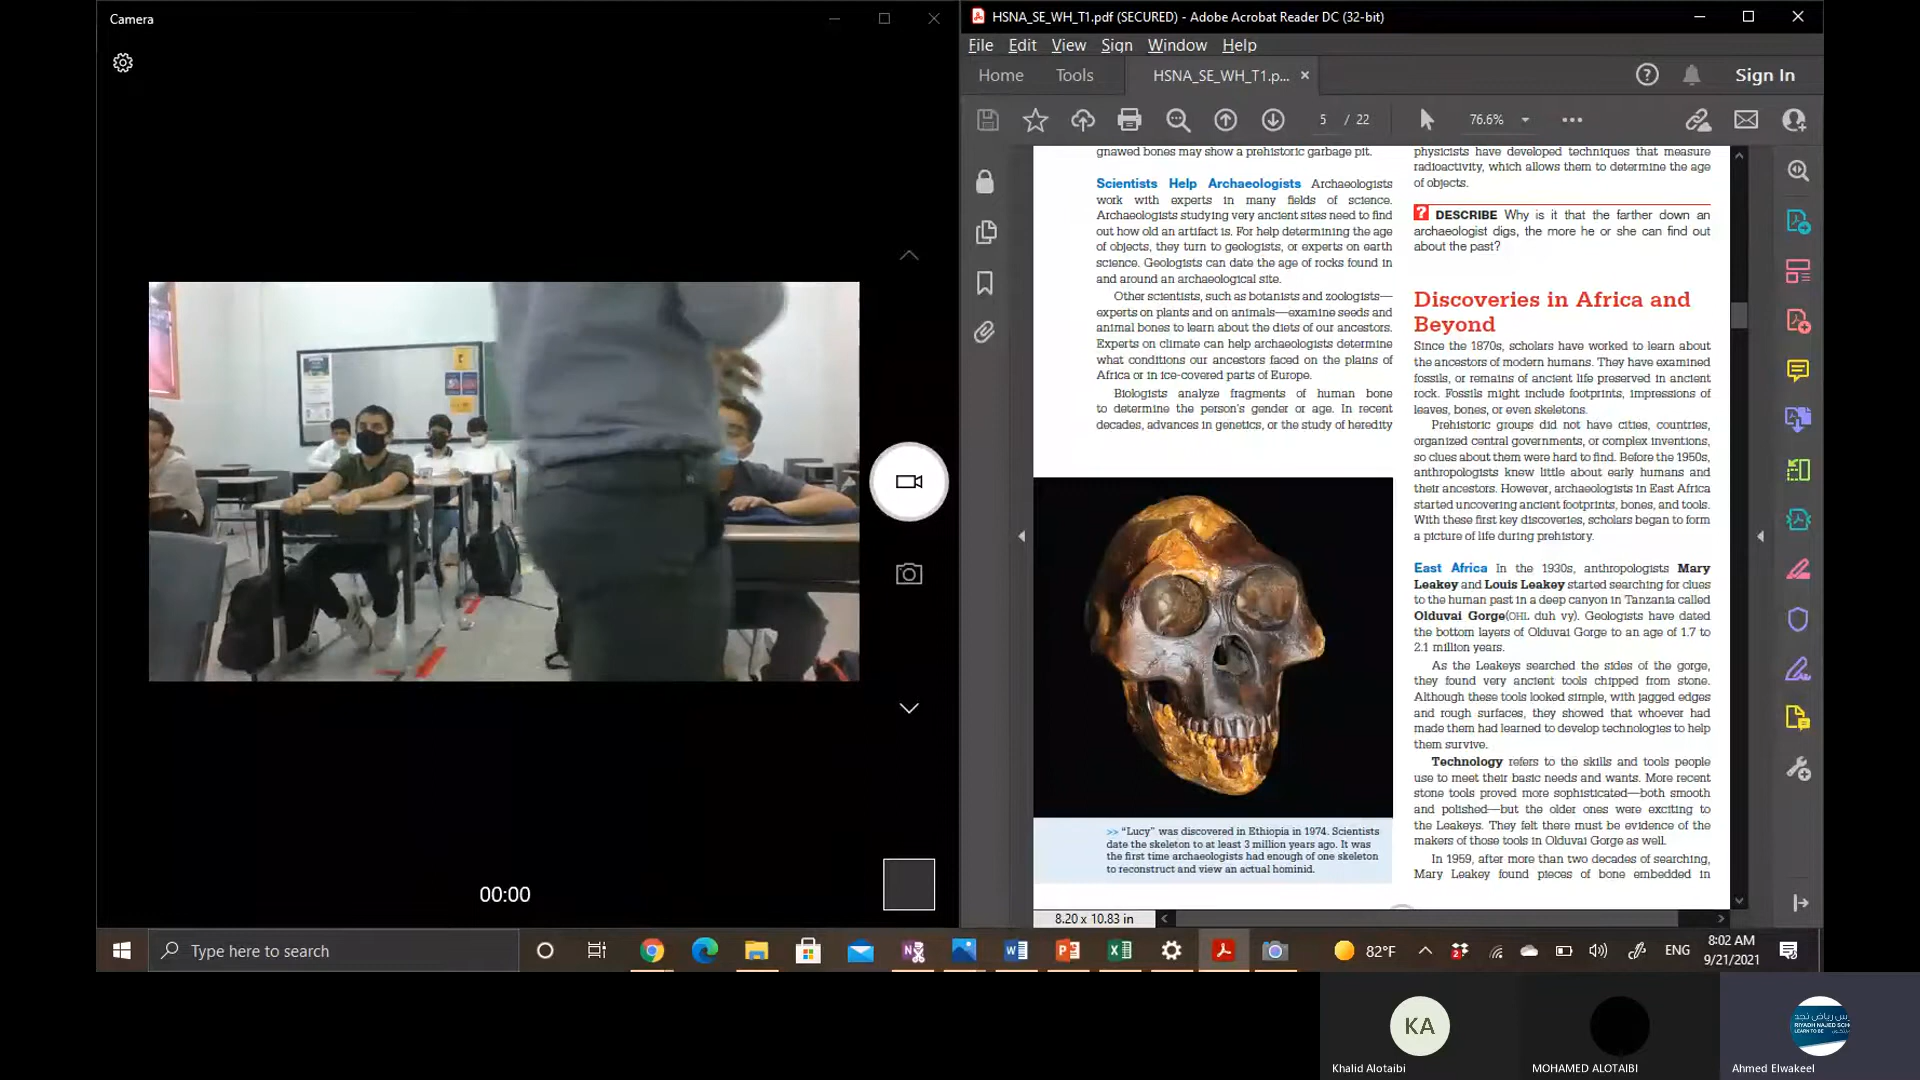 Camera
00:00
HSNA_SE_WH_T1.pdf (SECURED) - Adobe Acrobat Reader DC (32-bit)
File Edit View Sign Window Help
Home Tools HSNA_SE_WH_T1.p... × Sign In
5 / 22 76.6%
gnawed bones may show a prehistoric garbage pit.
Scientists Help Archaeologists Archaeologists
work with experts in many fields of science.
Archaeologists studying very ancient sites need to find
out how old an artifact is. For help determining the age
of objects, they turn to geologists, or experts on earth
science. Geologists can date the age of rocks found in
and around an archaeological site.
Other scientists, such as botanists and zoologists—
experts on plants and on animals—examine seeds and
animal bones to learn about the diets of our ancestors.
Experts on climate can help archaeologists determine
what conditions our ancestors faced on the plains of
Africa or in ice-covered parts of Europe.
Biologists analyze fragments of human bone
to determine the person's gender or age. In recent
decades, advances in genetics, or the study of heredity
>> "Lucy" was discovered in Ethiopia in 1974. Scientists
date the skeleton to at least 3 million years ago. It was
the first time archaeologists had enough of one skeleton
to reconstruct and view an actual hominid.
physicists have developed techniques that measure
radioactivity, which allows them to determine the age
of objects.
? DESCRIBE Why is it that the farther down an
archaeologist digs, the more he or she can find out
about the past?
Discoveries in Africa and
Beyond
Since the 1870s, scholars have worked to learn about
the ancestors of modern humans. They have examined
fossils, or remains of ancient life preserved in ancient
rock. Fossils might include footprints, impressions of
leaves, bones, or even skeletons.
Prehistoric groups did not have cities, countries,
organized central governments, or complex inventions,
so clues about them were hard to find. Before the 1950s,
anthropologists knew little about early humans and
their ancestors. However, archaeologists in East Africa
started uncovering ancient footprints, bones, and tools.
With these first key discoveries, scholars began to form
a picture of life during prehistory.
East Africa In the 1930s, anthropologists Mary
Leakey and Louis Leakey started searching for clues
to the human past in a deep canyon in Tanzania called
Olduvai Gorge(OHL duh vy). Geologists have dated
the bottom layers of Olduvai Gorge to an age of 1.7 to
2.1 million years.
As the Leakeys searched the sides of the gorge,
they found very ancient tools chipped from stone.
Although these tools looked simple, with jagged edges
and rough surfaces, they showed that whoever had
made them had learned to develop technologies to help
them survive.
Technology refers to the skills and tools people
use to meet their basic needs and wants. More recent
stone tools proved more sophisticated—both smooth
and polished—but the older ones were exciting to
the Leakeys. They felt there must be evidence of the
makers of those tools in Olduvai Gorge as well.
In 1959, after more than two decades of searching,
Mary Leakey found pieces of bone embedded in
8.20 x 10.83 in
Type here to search
82°F ENG 8:02 AM
9/21/2021
KA
Khalid Alotaibi MOHAMED ALOTAIBI Ahmed Elwakeel